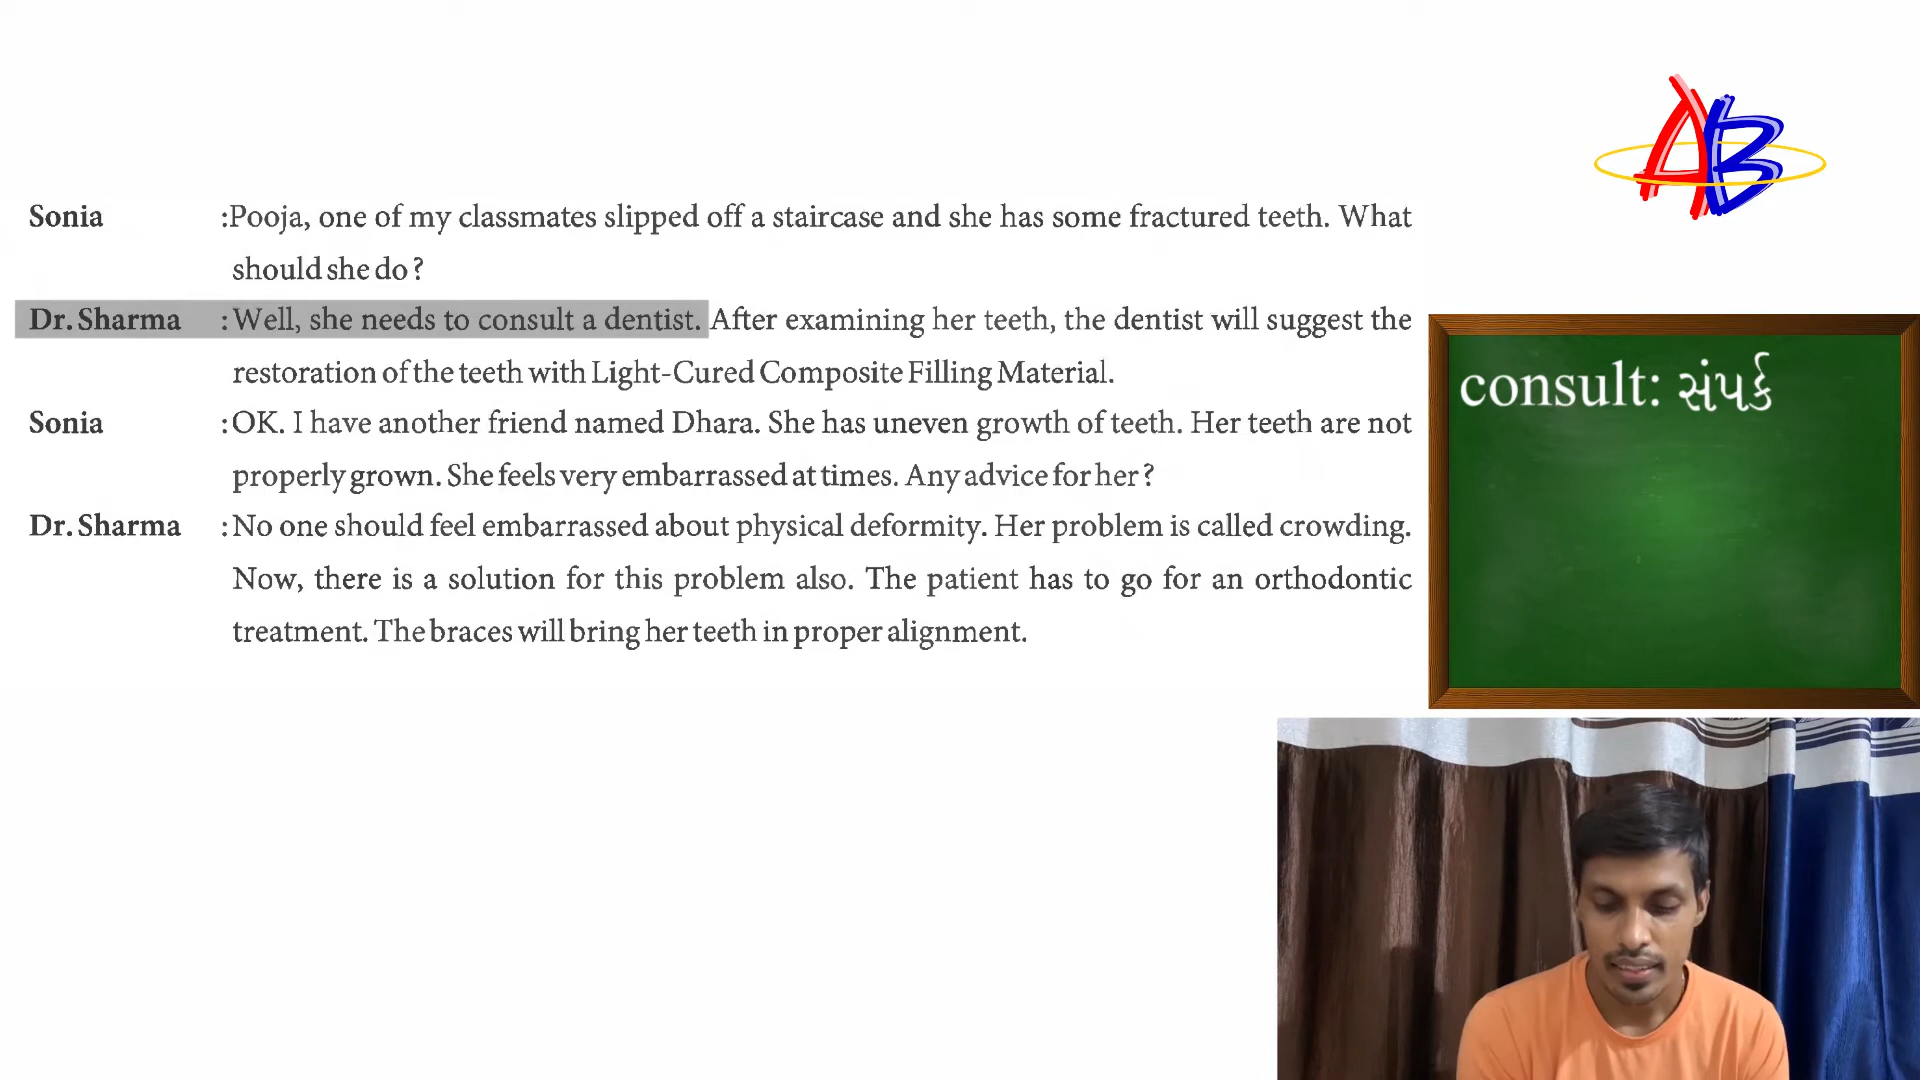 AB
Sonia :Pooja, one of my classmates slipped off a staircase and she has some fractured teeth. What
should she do ?
Dr. Sharma : Well, she needs to consult a dentist. After examining her teeth, the dentist will suggest the
restoration of the teeth with Light-Cured Composite Filling Material.
Sonia : OK. I have another friend named Dhara. She has uneven growth of teeth. Her teeth are not
properly grown. She feels very embarrassed at times. Any advice for her ?
Dr. Sharma : No one should feel embarrassed about physical deformity. Her problem is called crowding.
Now, there is a solution for this problem also. The patient has to go for an orthodontic
treatment. The braces will bring her teeth in proper alignment.
consult: સંપર્ક